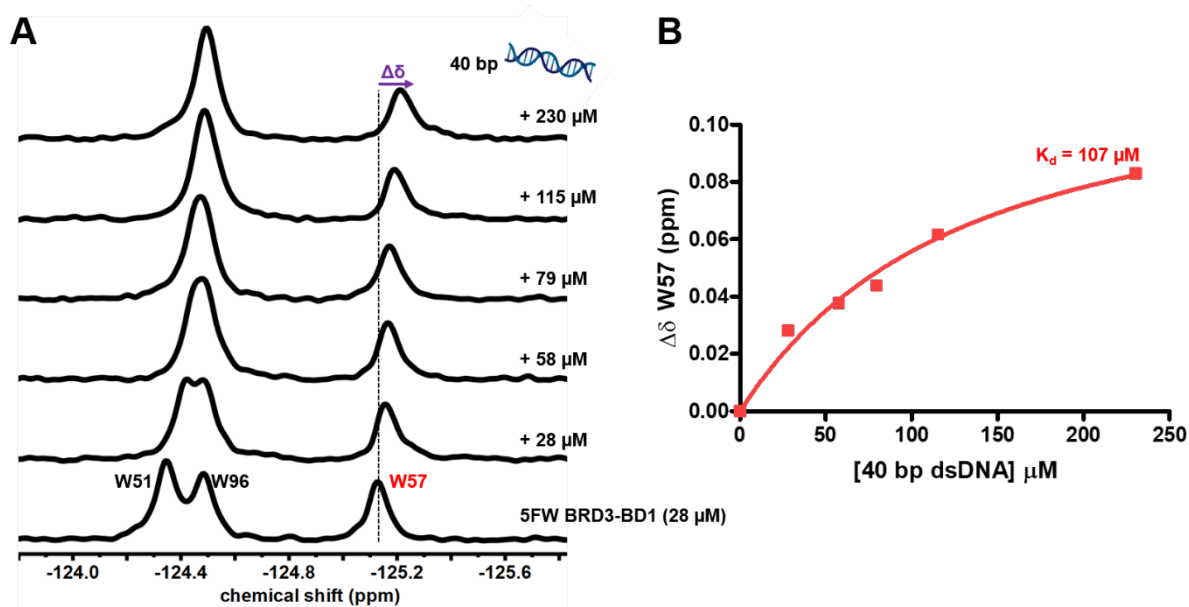 A
40 bp
Δδ
+ 230 µM
+ 115 µM
+ 79 µM
+ 58 µM
+ 28 µM
W51
W96
W57
5FW BRD3-BD1 (28 µM)
-124.0
-124.4
-124.8
-125.2
-125.6
chemical shift (ppm)
B
Δδ W57 (ppm)
0.10
0.08
0.06
0.04
0.02
0.00
Kd = 107 µM
0
50
100
150
200
250
[40 bp dsDNA] µM